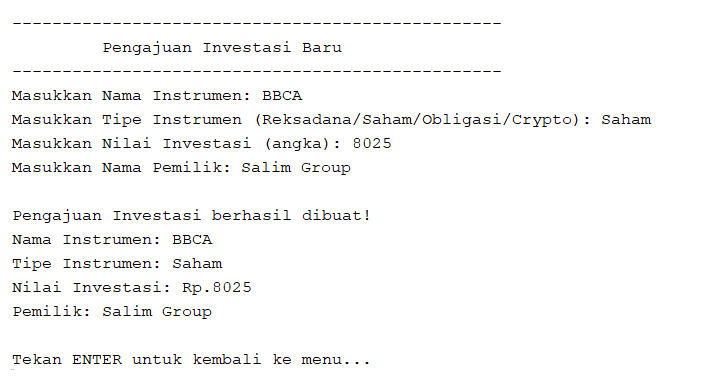 -------------------------------------------------
Pengajuan Investasi Baru
-------------------------------------------------
Masukkan Nama Instrumen: BBCA
Masukkan Tipe Instrumen (Reksadana/Saham/Obligasi/Crypto): Saham
Masukkan Nilai Investasi (angka): 8025
Masukkan Nama Pemilik: Salim Group
Pengajuan Investasi berhasil dibuat!
Nama Instrumen: BBCA
Tipe Instrumen: Saham
Nilai Investasi: Rp.8025
Pemilik: Salim Group
Tekan ENTER untuk kembali ke menu...